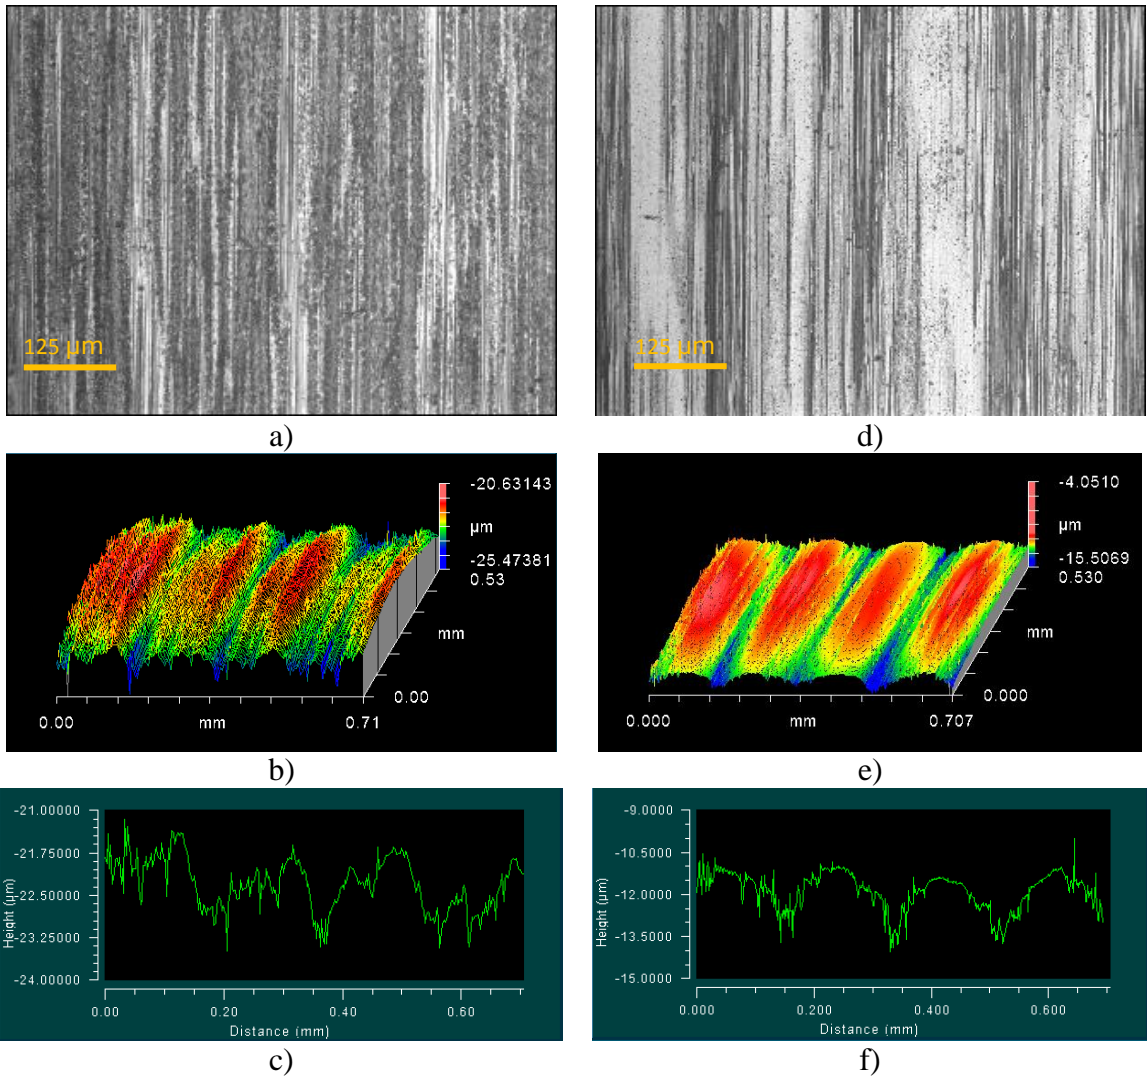 125 µm
125 µm
a)
d)
-20.63143
µm
-25.47381
0.53
mm
0.00
0.00
mm
0.71
-4.0510
µm
-15.5069
0.530
mm
0.000
0.000
mm
0.707
b)
e)
-21.00000
-21.75000
-22.50000
-23.25000
-24.00000
Height (µm)
0.00
0.20
0.40
0.60
Distance (mm)
-9.0000
-10.5000
-12.0000
-13.5000
-15.0000
Height (µm)
0.000
0.200
0.400
0.600
Distance (mm)
c)
f)